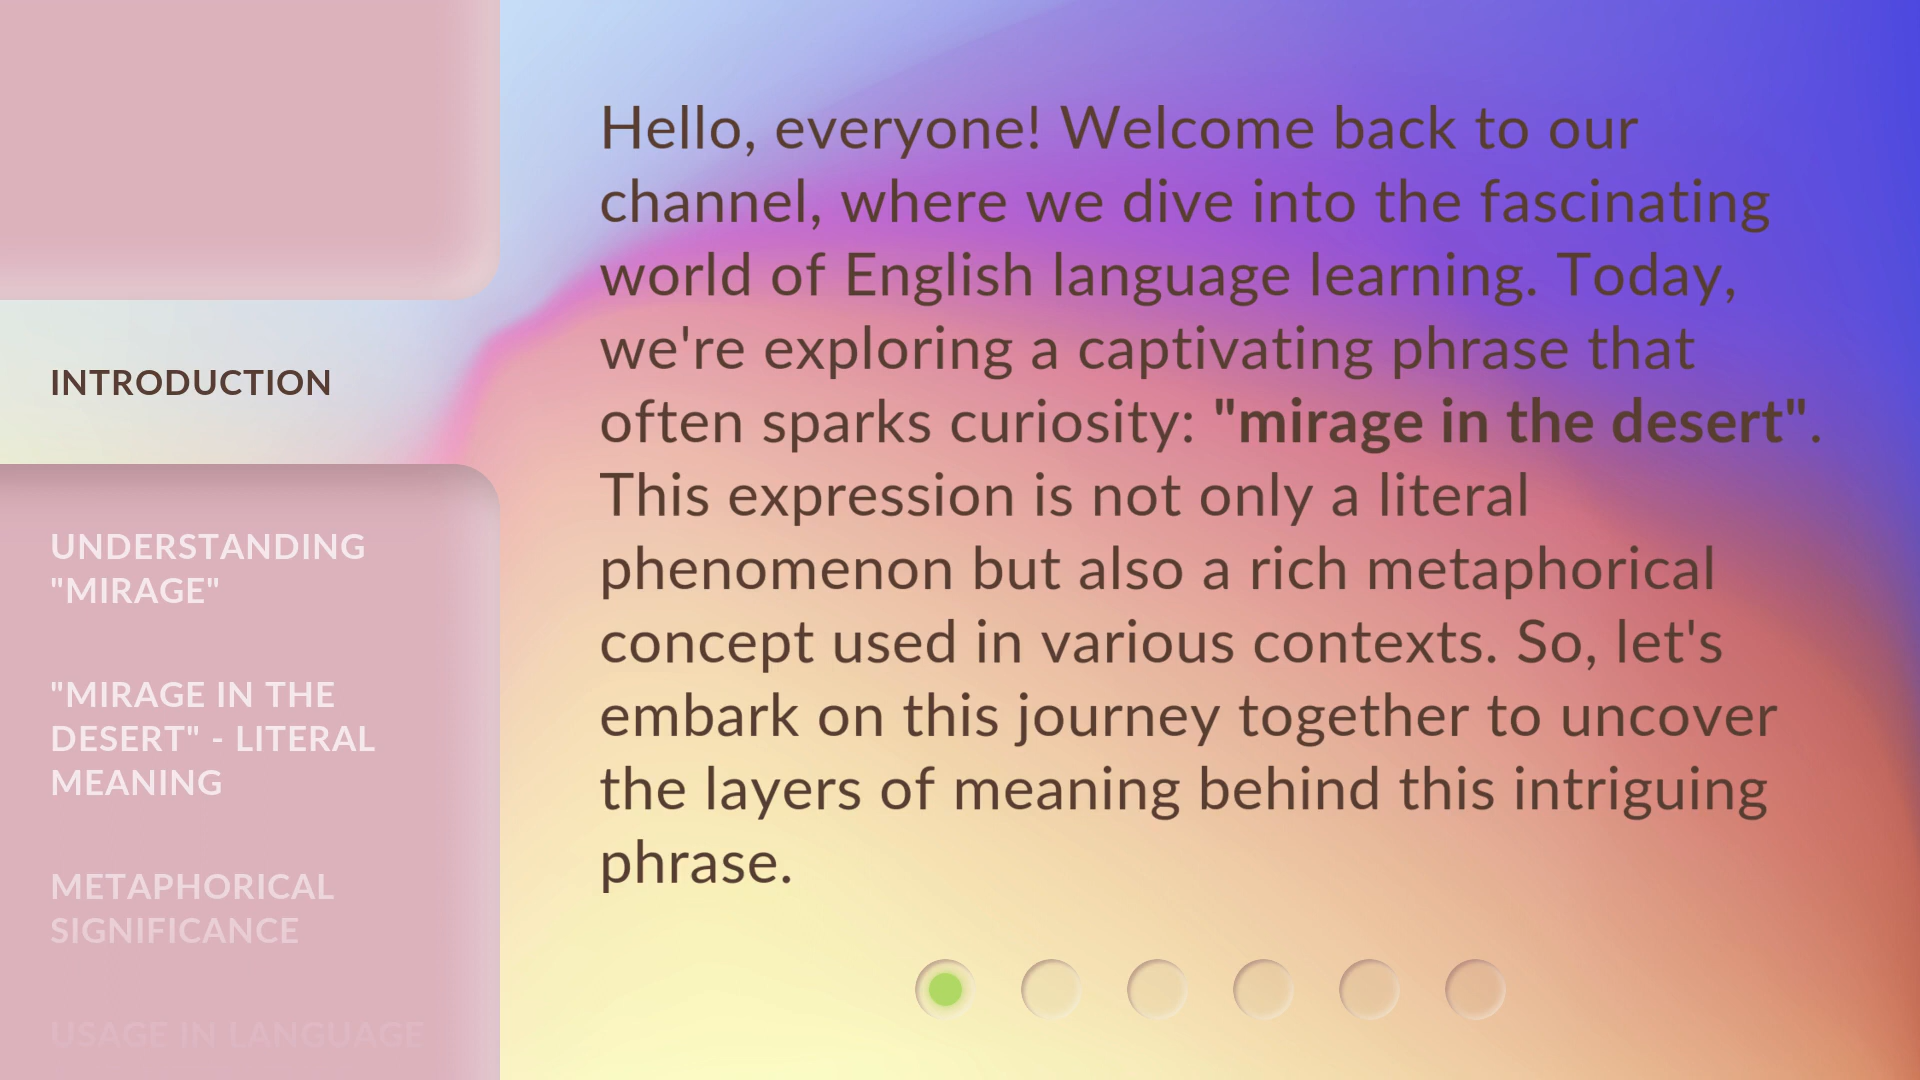 INTRODUCTION
UNDERSTANDING
"MIRAGE"
"MIRAGE IN THE
DESERT" - LITERAL
MEANING
METAPHORICAL
SIGNIFICANCE
USAGE IN LANGUAGE
Hello, everyone! Welcome back to our
channel, where we dive into the fascinating
world of English language learning. Today,
we're exploring a captivating phrase that
often sparks curiosity: "mirage in the desert".
This expression is not only a literal
phenomenon but also a rich metaphorical
concept used in various contexts. So, let's
embark on this journey together to uncover
the layers of meaning behind this intriguing
phrase.